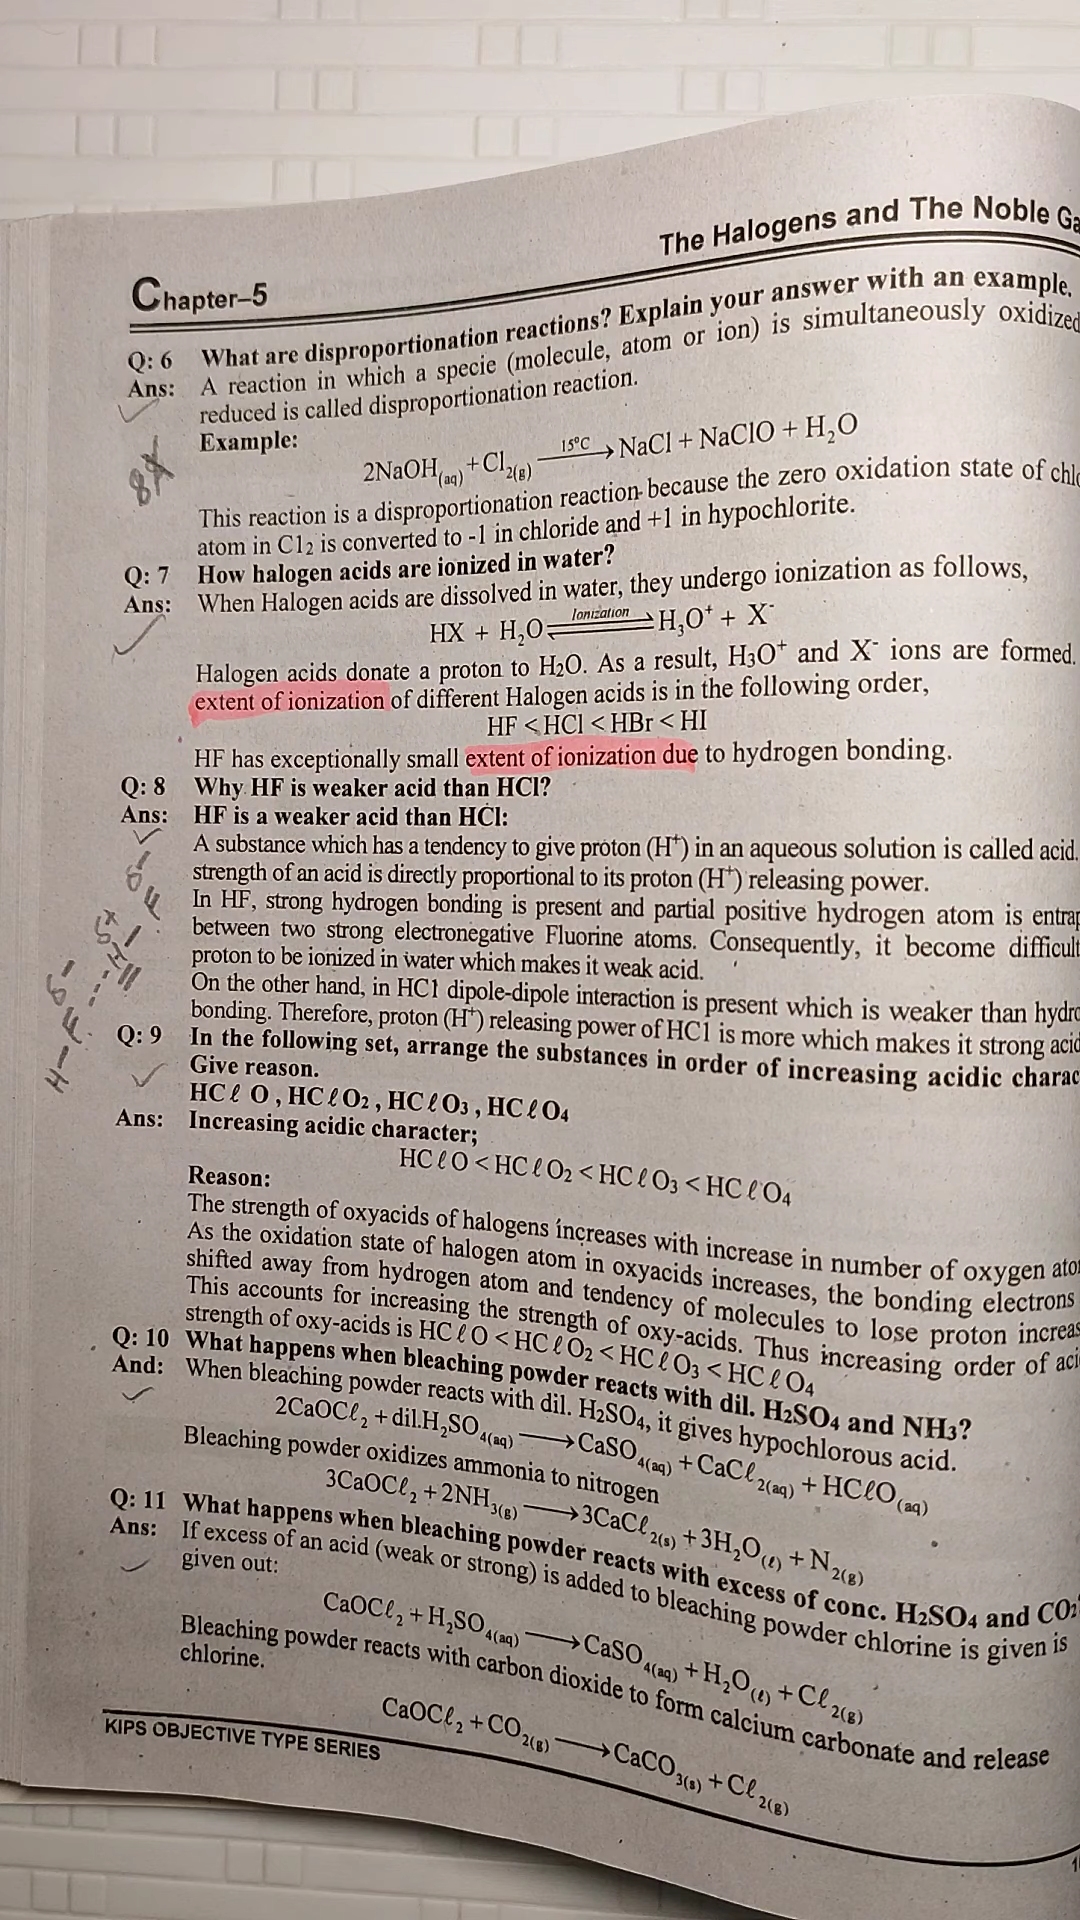 The Halogens and The Noble Ga
Chapter–5
Q: 6 What are disproportionation reactions? Explain your answer with an example.
Ans: A reaction in which a specie (molecule, atom or ion) is simultaneously oxidized
reduced is called disproportionation reaction.
Example:
2NaOH(aq) + Cl2(g) 15°C → NaCl + NaClO + H2O
This reaction is a disproportionation reaction because the zero oxidation state of chlo
atom in Cl2 is converted to -1 in chloride and +1 in hypochlorite.
Q: 7 How halogen acids are ionized in water?
Ans: When Halogen acids are dissolved in water, they undergo ionization as follows,
HX + H2O ⇌ Ionization H3O+ + X-
Halogen acids donate a proton to H2O. As a result, H3O+ and X- ions are formed.
extent of ionization of different Halogen acids is in the following order,
HF < HCl < HBr < HI
HF has exceptionally small extent of ionization due to hydrogen bonding.
Q: 8 Why HF is weaker acid than HCl?
Ans: HF is a weaker acid than HCl:
A substance which has a tendency to give proton (H+) in an aqueous solution is called acid.
strength of an acid is directly proportional to its proton (H+) releasing power.
In HF, strong hydrogen bonding is present and partial positive hydrogen atom is entrap
between two strong electronegative Fluorine atoms. Consequently, it become difficult
proton to be ionized in water which makes it weak acid.
On the other hand, in HCl dipole-dipole interaction is present which is weaker than hydro
bonding. Therefore, proton (H+) releasing power of HCl is more which makes it strong acid
Q: 9 In the following set, arrange the substances in order of increasing acidic charac
Give reason.
HCℓ O , HCℓO2 , HCℓO3 , HCℓO4
Ans: Increasing acidic character;
HCℓO < HCℓO2 < HCℓO3 < HCℓO4
Reason:
The strength of oxyacids of halogens increases with increase in number of oxygen ato
As the oxidation state of halogen atom in oxyacids increases, the bonding electrons
shifted away from hydrogen atom and tendency of molecules to lose proton increas
This accounts for increasing the strength of oxy-acids. Thus increasing order of aci
strength of oxy-acids is HCℓO < HCℓO2 < HCℓO3 < HCℓO4
Q: 10 What happens when bleaching powder reacts with dil. H2SO4 and NH3?
And: When bleaching powder reacts with dil. H2SO4, it gives hypochlorous acid.
2CaOCℓ2 + dil.H2SO4(aq) → CaSO4(aq) + CaCℓ2(aq) + HCℓO(aq)
Bleaching powder oxidizes ammonia to nitrogen
3CaOCℓ2 + 2NH3(g) → 3CaCℓ2(s) + 3H2O(ℓ) + N2(g)
Q: 11 What happens when bleaching powder reacts with excess of conc. H2SO4 and CO2
Ans: If excess of an acid (weak or strong) is added to bleaching powder chlorine is given is
given out:
CaOCℓ2 + H2SO4(aq) → CaSO4(aq) + H2O(ℓ) + Cℓ2(g)
Bleaching powder reacts with carbon dioxide to form calcium carbonate and release
chlorine.
CaOCℓ2 + CO2(g) → CaCO3(s) + Cℓ2(g)
KIPS OBJECTIVE TYPE SERIES